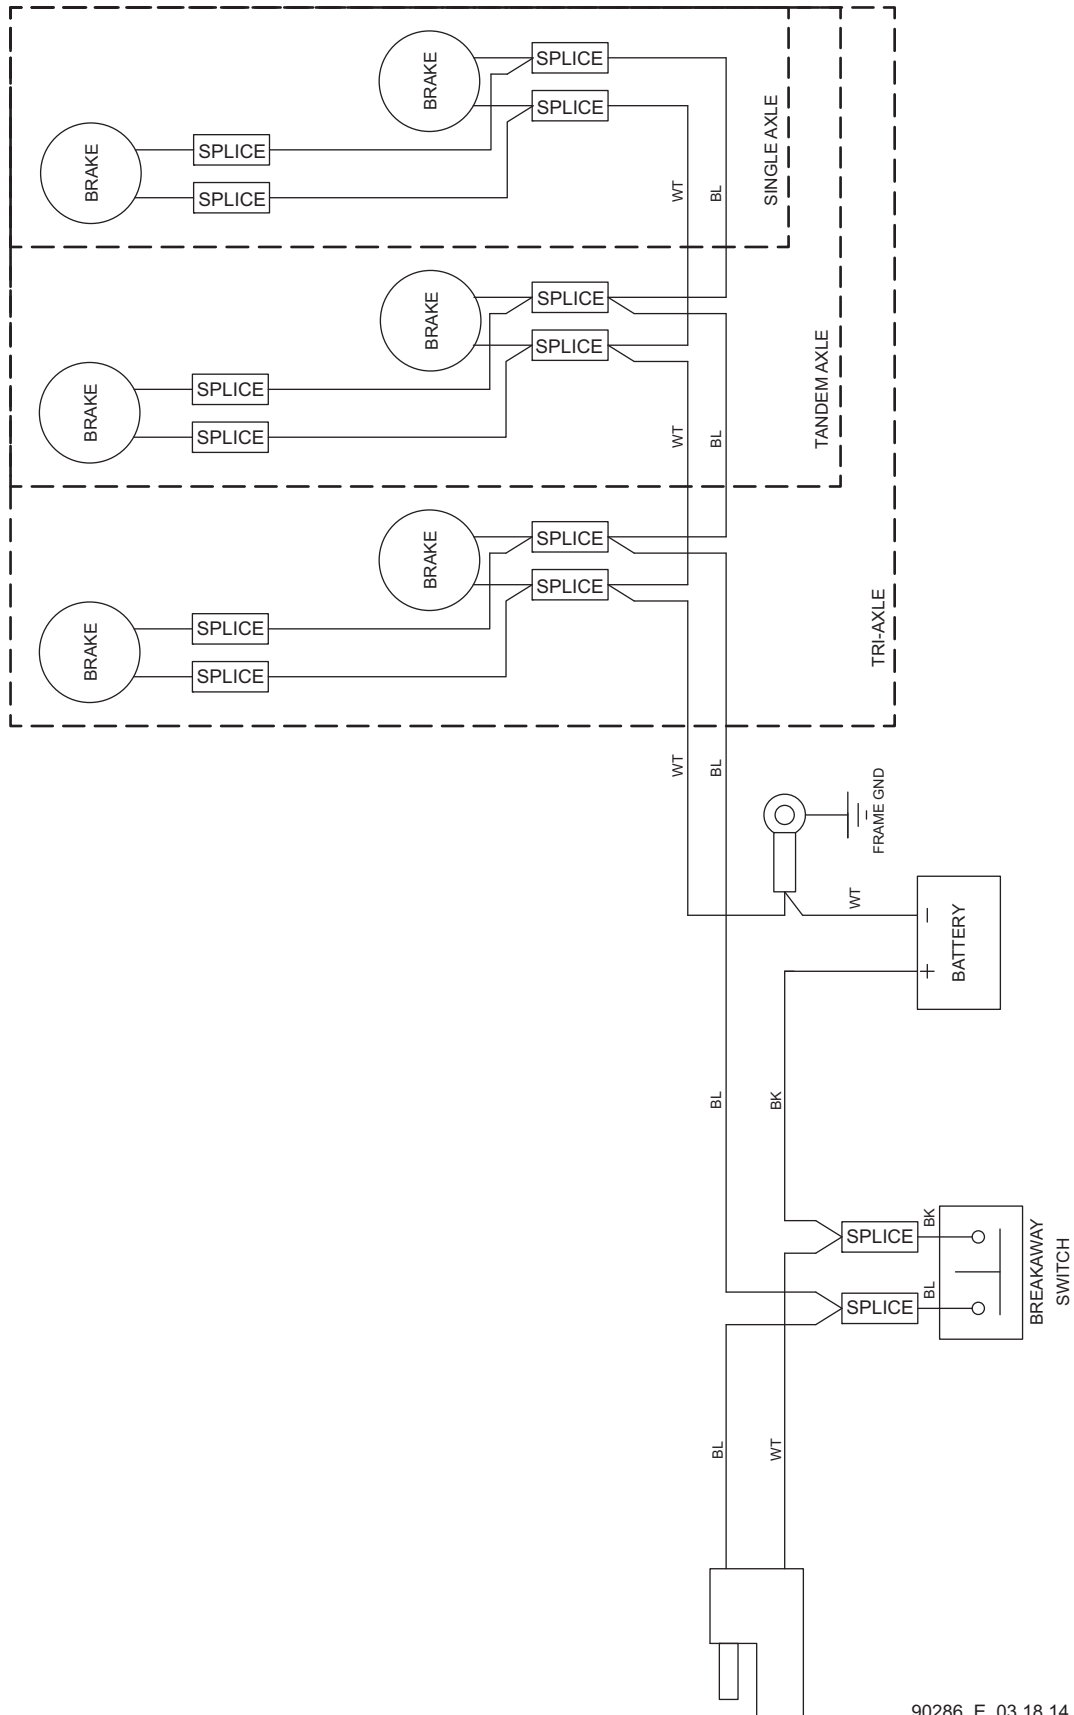 BRAKE
SPLICE
SPLICE
BRAKE
SPLICE
SPLICE
SINGLE AXLE
WT
BL
BRAKE
SPLICE
SPLICE
BRAKE
SPLICE
SPLICE
TANDEM AXLE
WT
BL
BRAKE
SPLICE
SPLICE
BRAKE
SPLICE
SPLICE
TRI-AXLE
WT
BL
FRAME GND
WT
BATTERY
- +
BL
BK
SPLICE
BK
SPLICE
BL
BREAKAWAY
SWITCH
BL
WT
90286_E_03.18.14